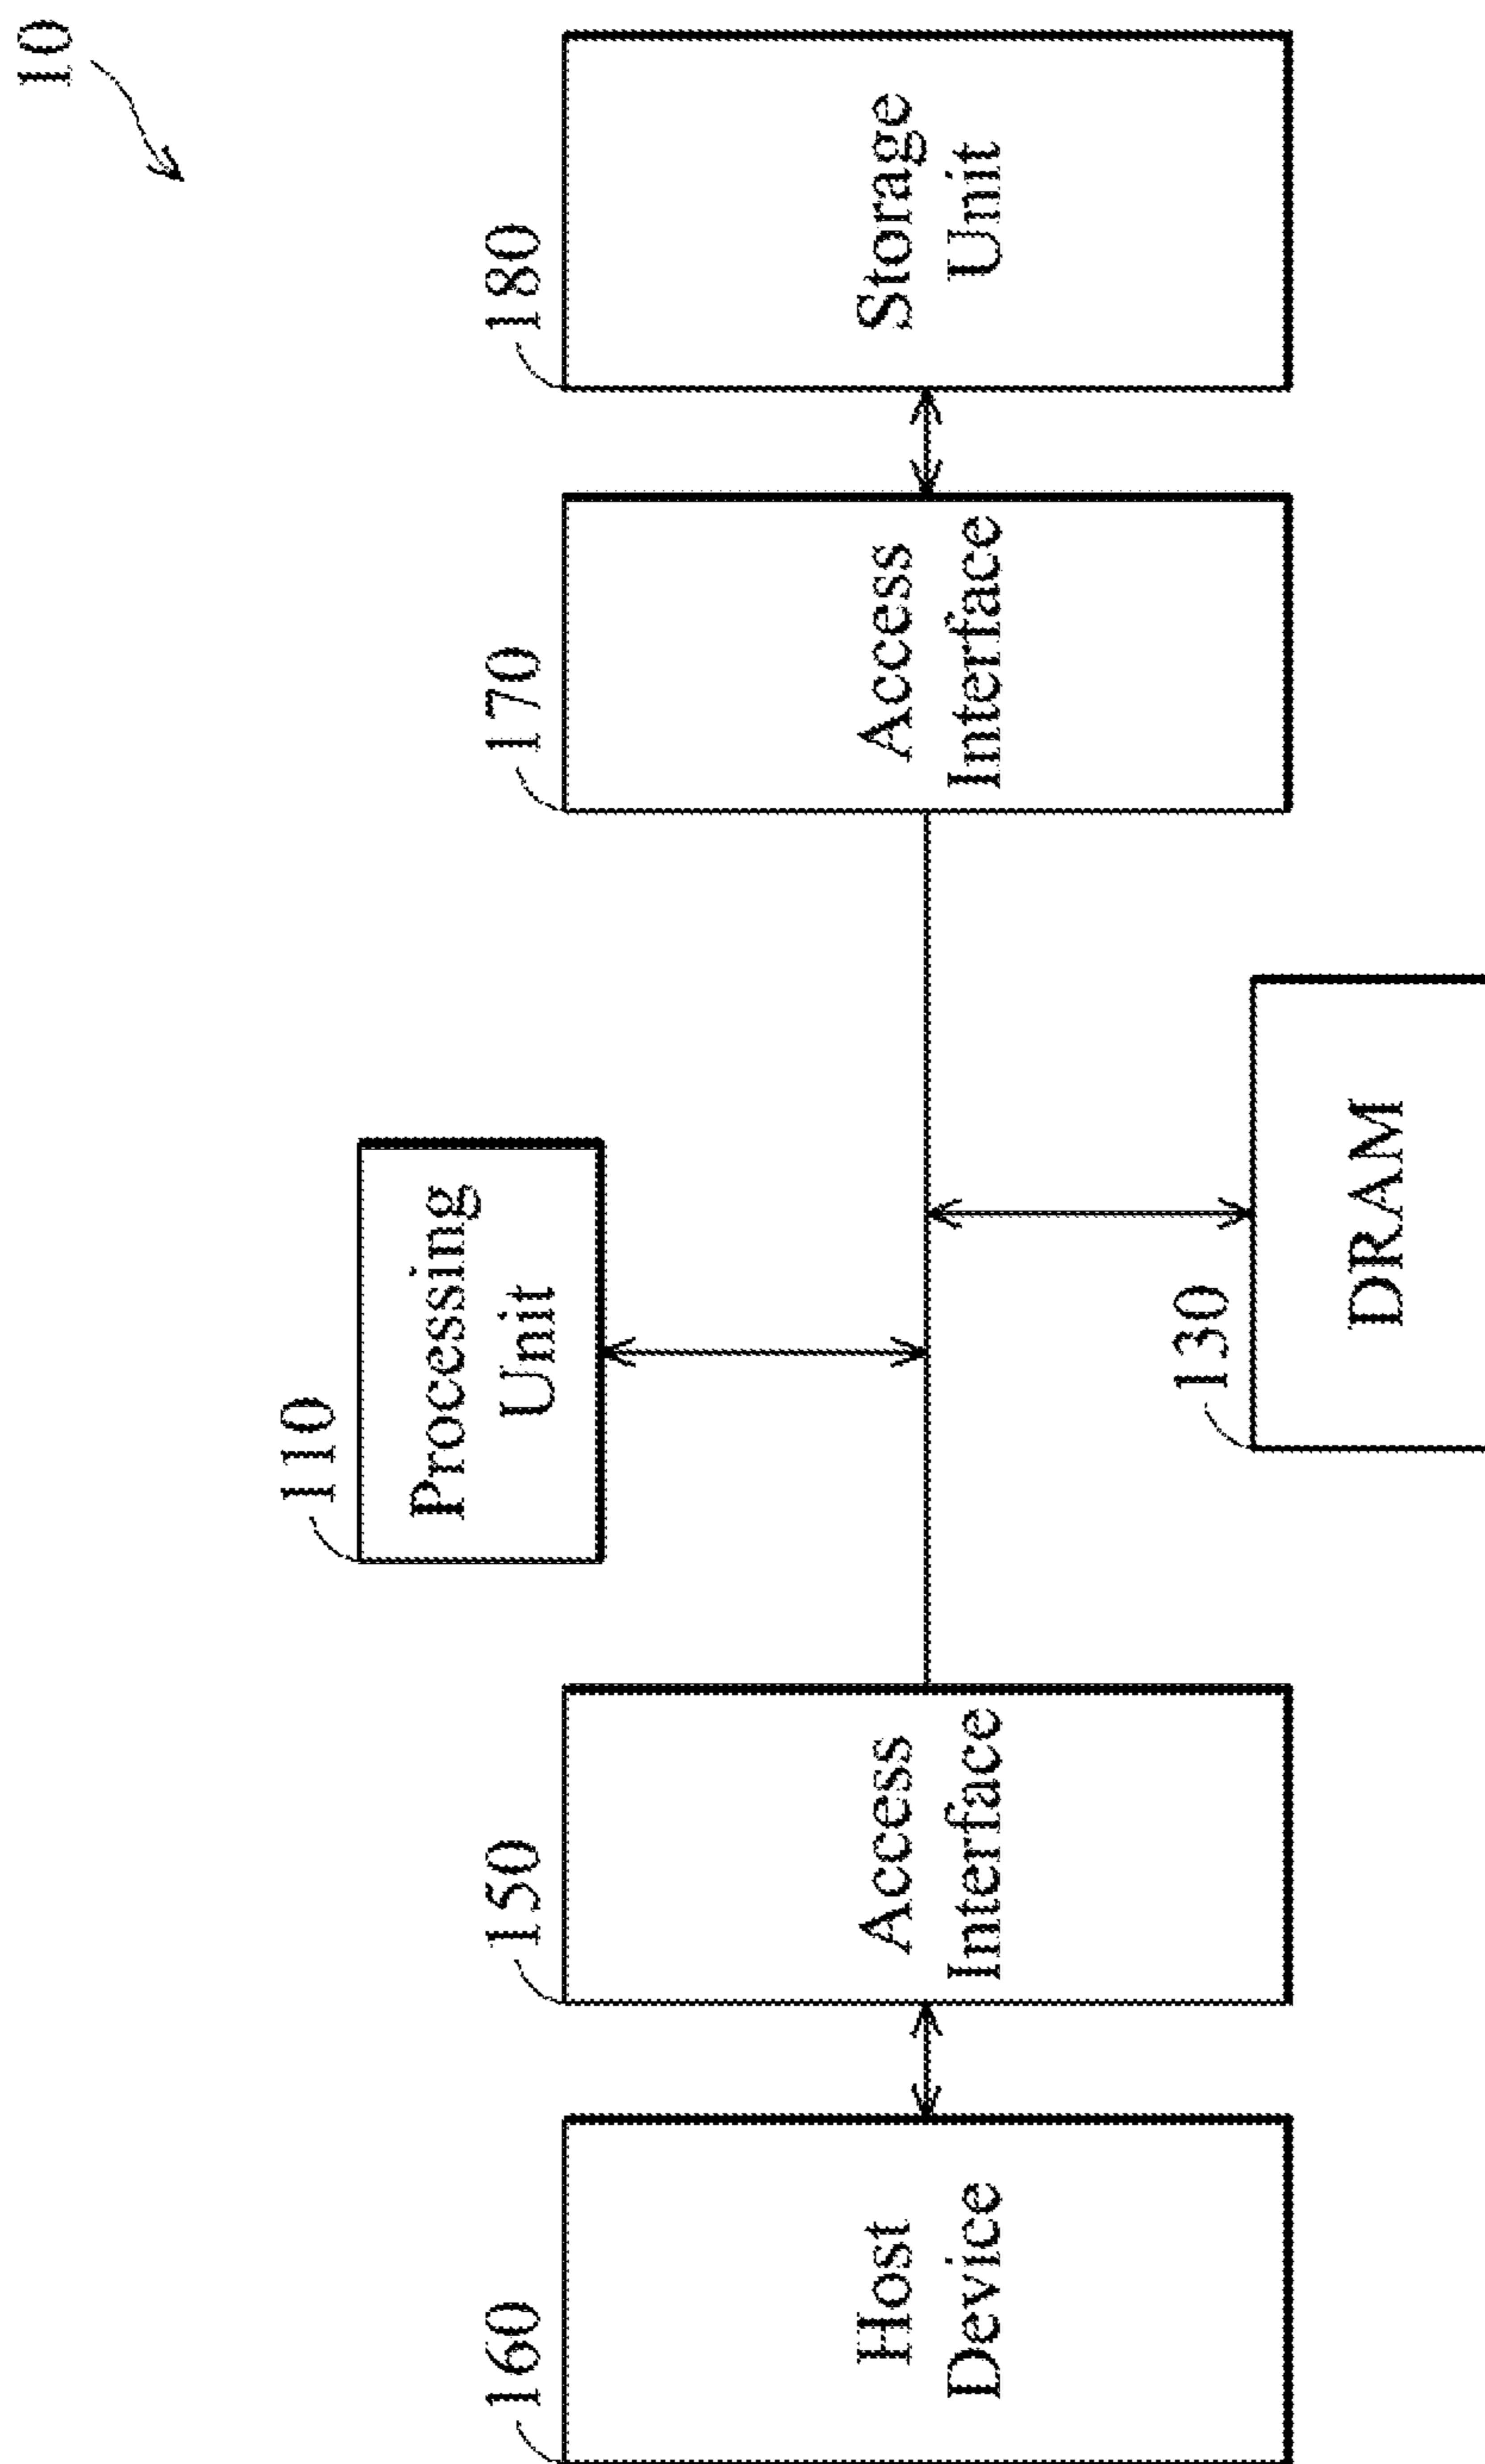 10
110
Processing
Unit
160
Host
Device
150
Access
Interface
170
Access
Interface
180
Storage
Unit
130
DRAM